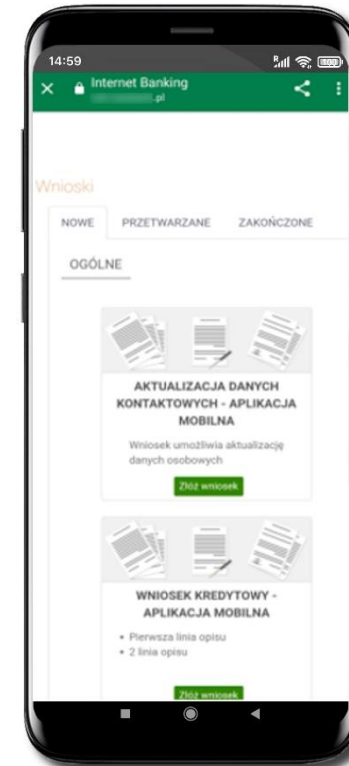 14:59
Internet Banking
.pl
Wnioski
NOWE PRZETWARZANE ZAKOŃCZONE
OGÓLNE
AKTUALIZACJA DANYCH
KONTAKTOWYCH - APLIKACJA
MOBILNA
Wniosek umożliwia aktualizację
danych osobowych
Złóż wniosek
WNIOSEK KREDYTOWY -
APLIKACJA MOBILNA
• Pierwsza linia opisu
• 2 linia opisu
Złóż wniosek